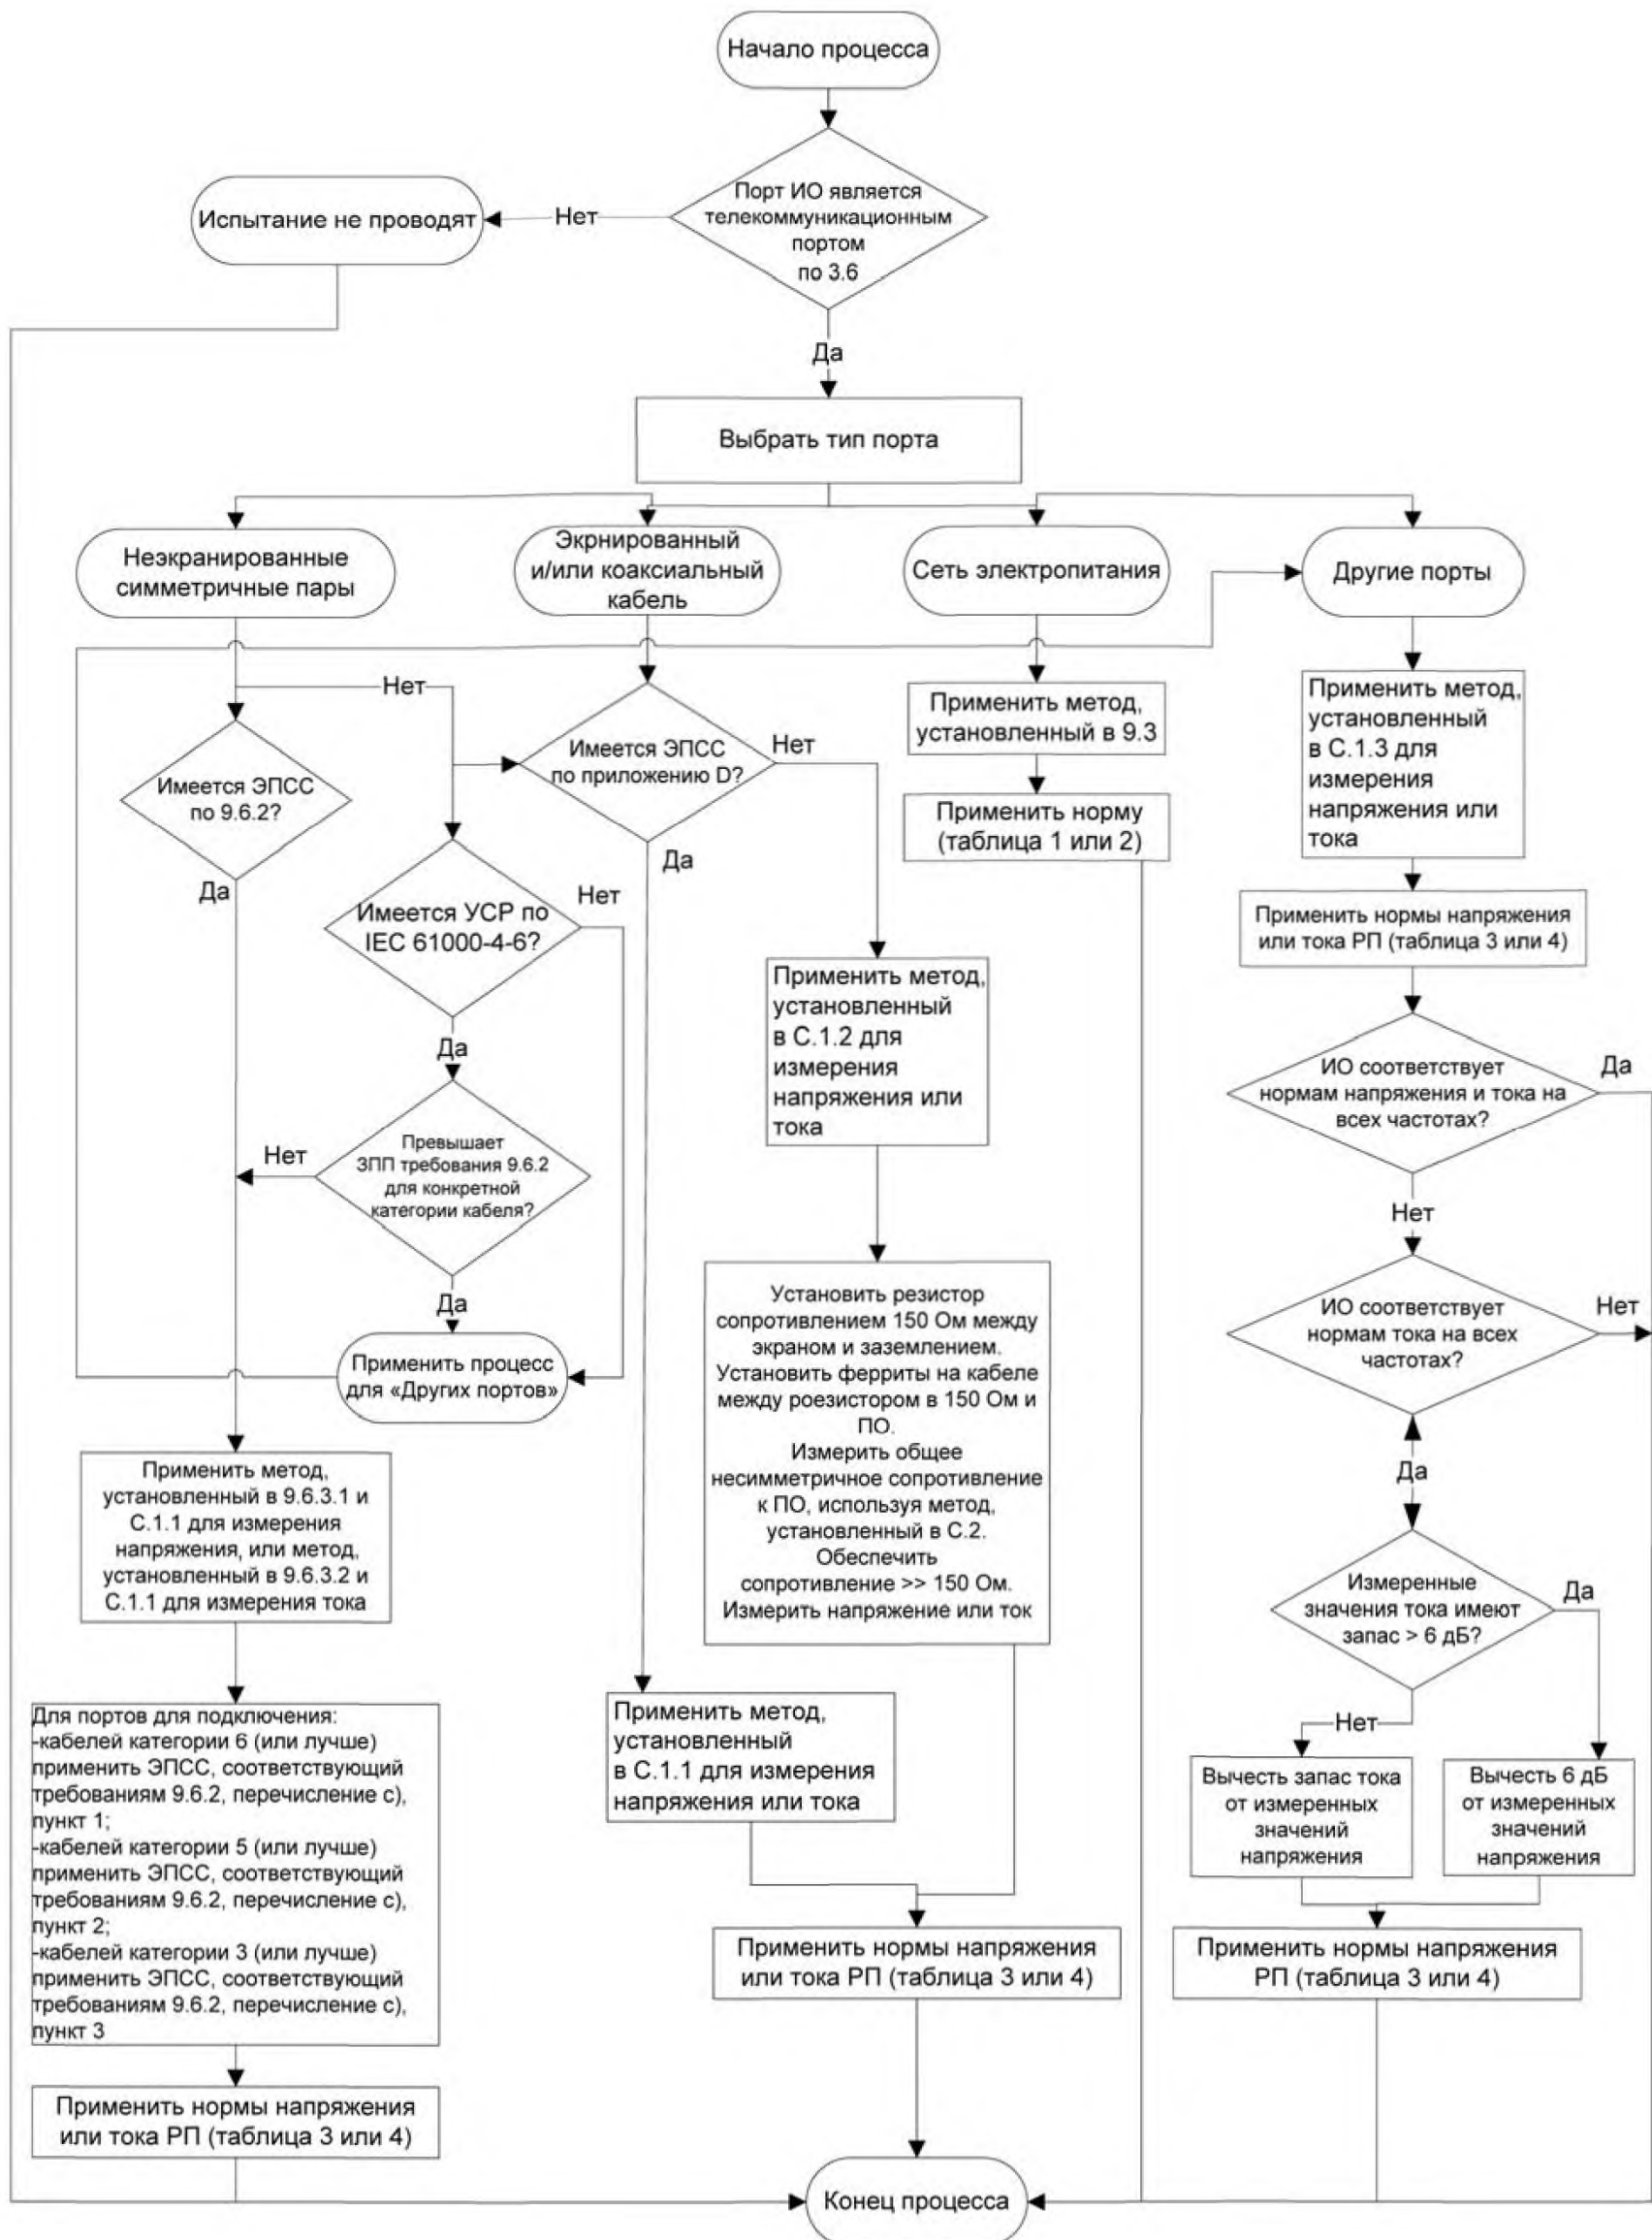 Начало процесса
Порт ИО является
телекоммуникационным
портом
по 3.6
Нет
Испытание не проводят
Да
Выбрать тип порта
Неэкранированные
симметричные пары
Экрнированный
и/или коаксиальный
кабель
Сеть электропитания
Другие порты
Нет
Имеется ЭПСС
по 9.6.2?
Да
Имеется ЭПСС
по приложению D?
Нет
Да
Применить метод,
установленный в 9.3
Применить норму
(таблица 1 или 2)
Применить метод,
установленный
в С.1.3 для
измерения
напряжения или
тока
Имеется УСР по
IEC 61000-4-6?
Нет
Да
Применить нормы напряжения
или тока РП (таблица 3 или 4)
Применить метод,
установленный
в С.1.2 для
измерения
напряжения или
тока
ИО соответствует
нормам напряжения и тока на
всех частотах?
Да
Нет
Превышает
ЗПП требования 9.6.2
для конкретной
категории кабеля?
Нет
Да
Применить процесс
для «Других портов»
Установить резистор
сопротивлением 150 Ом между
экраном и заземлением.
Установить ферриты на кабеле
между роезистором в 150 Ом и
ПО.
Измерить общее
несимметричное сопротивление
к ПО, используя метод,
установленный в С.2.
Обеспечить
сопротивление >> 150 Ом.
Измерить напряжение или ток
ИО соответствует
нормам тока на всех
частотах?
Нет
Да
Применить метод,
установленный в 9.6.3.1 и
С.1.1 для измерения
напряжения, или метод,
установленный в 9.6.3.2 и
С.1.1 для измерения тока
Измеренные
значения тока имеют
запас > 6 дБ?
Да
Нет
Для портов для подключения:
-кабелей категории 6 (или лучше)
применить ЭПСС, соответствующий
требованиям 9.6.2, перечисление с),
пункт 1;
-кабелей категории 5 (или лучше)
применить ЭПСС, соответствующий
требованиям 9.6.2, перечисление с),
пункт 2;
-кабелей категории 3 (или лучше)
применить ЭПСС, соответствующий
требованиям 9.6.2, перечисление с),
пункт 3
Применить метод,
установленный
в С.1.1 для измерения
напряжения или тока
Вычесть запас тока
от измеренных
значений
напряжения
Вычесть 6 дБ
от измеренных
значений
напряжения
Применить нормы напряжения
или тока РП (таблица 3 или 4)
Применить нормы напряжения
РП (таблица 3 или 4)
Применить нормы напряжения
или тока РП (таблица 3 или 4)
Конец процесса